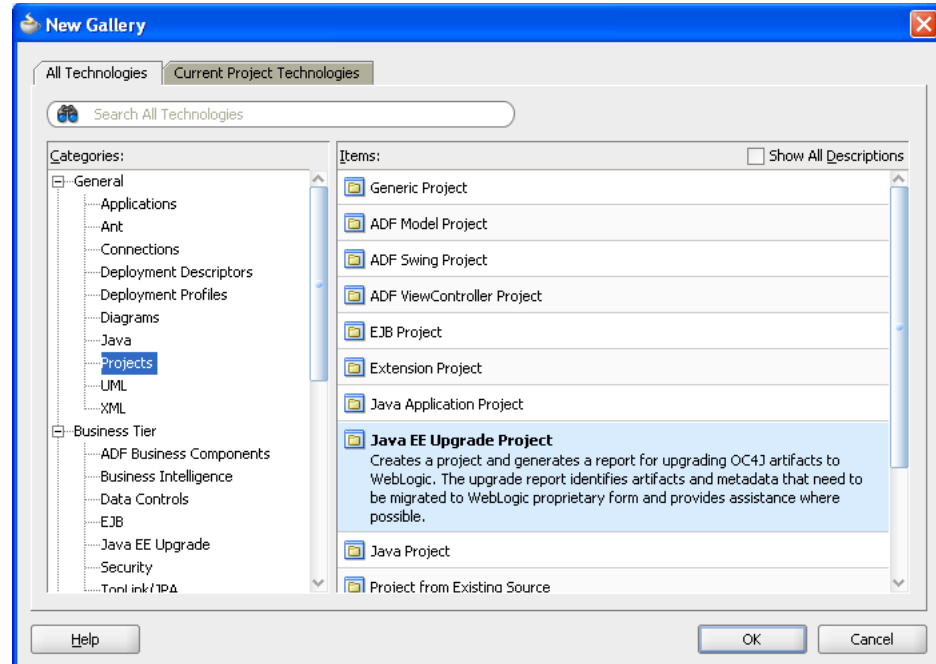 New Gallery
All Technologies
Current Project Technologies
Search All Technologies
Categories:
General
Applications
Ant
Connections
Deployment Descriptors
Deployment Profiles
Diagrams
Java
Projects
UML
XML
Business Tier
ADF Business Components
Business Intelligence
Data Controls
EJB
Java EE Upgrade
Security
TopLink/JPA
Items:
Show All Descriptions
Generic Project
ADF Model Project
ADF Swing Project
ADF ViewController Project
EJB Project
Extension Project
Java Application Project
Java EE Upgrade Project
Creates a project and generates a report for upgrading OC4J artifacts to
WebLogic. The upgrade report identifies artifacts and metadata that need to
be migrated to WebLogic proprietary form and provides assistance where
possible.
Java Project
Project from Existing Source
Help
OK
Cancel